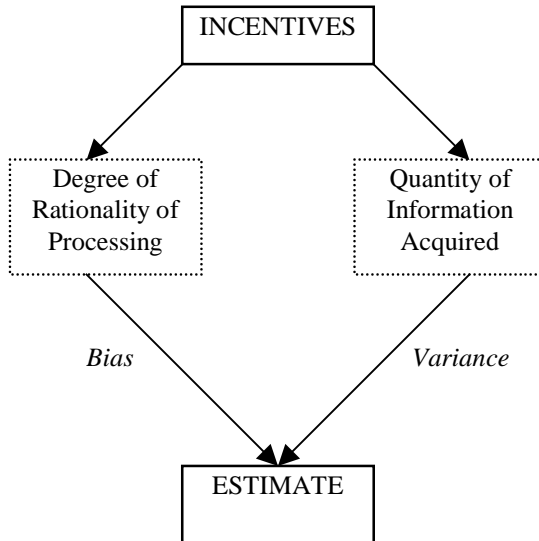 INCENTIVES
Degree of
Rationality of
Processing
Quantity of
Information
Acquired
Bias
Variance
ESTIMATE